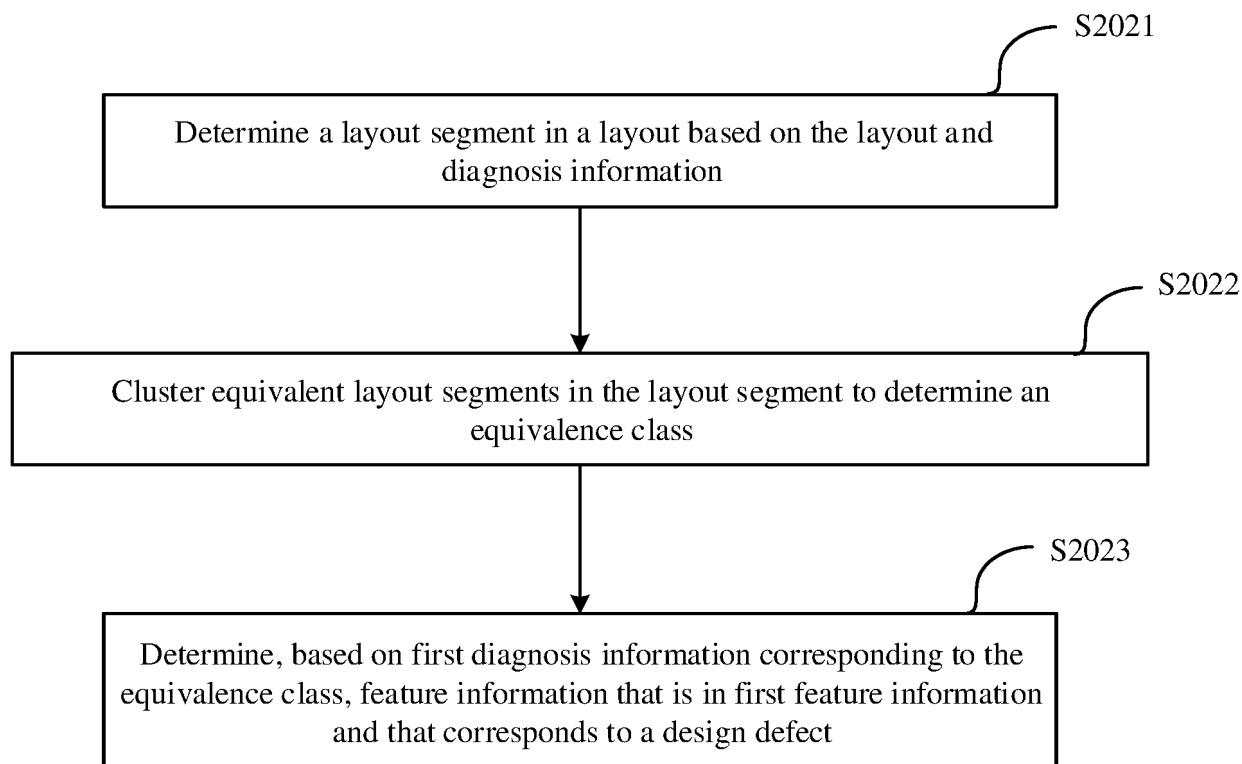 S2021
Determine a layout segment in a layout based on the layout and
diagnosis information
S2022
Cluster equivalent layout segments in the layout segment to determine an
equivalence class
S2023
Determine, based on first diagnosis information corresponding to the
equivalence class, feature information that is in first feature information
and that corresponds to a design defect